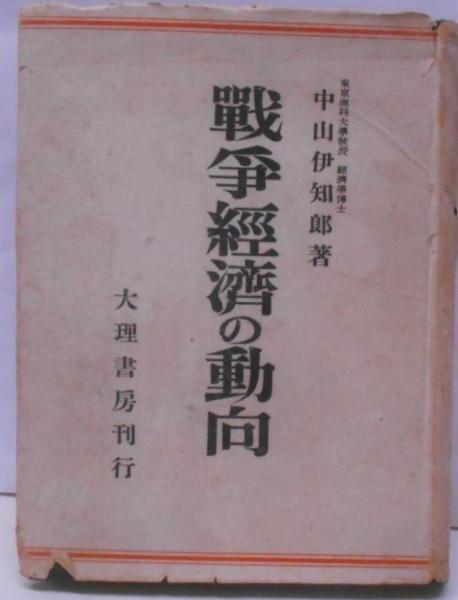 東京商科大學教授 經濟學博士
中山伊知郎著
戰爭經濟の動向
大理書房刊行